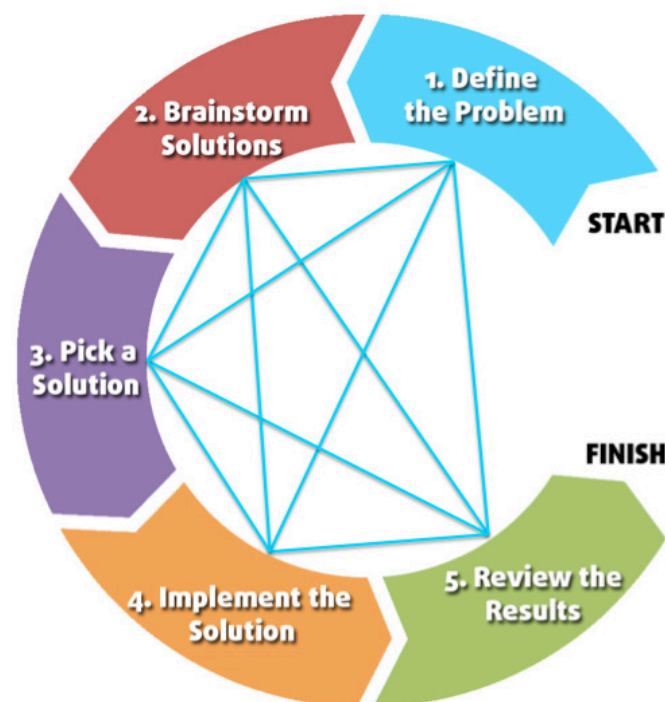 1. Define
the Problem
START
2. Brainstorm
Solutions
3. Pick a
Solution
4. Implement the
Solution
5. Review the
Results
FINISH